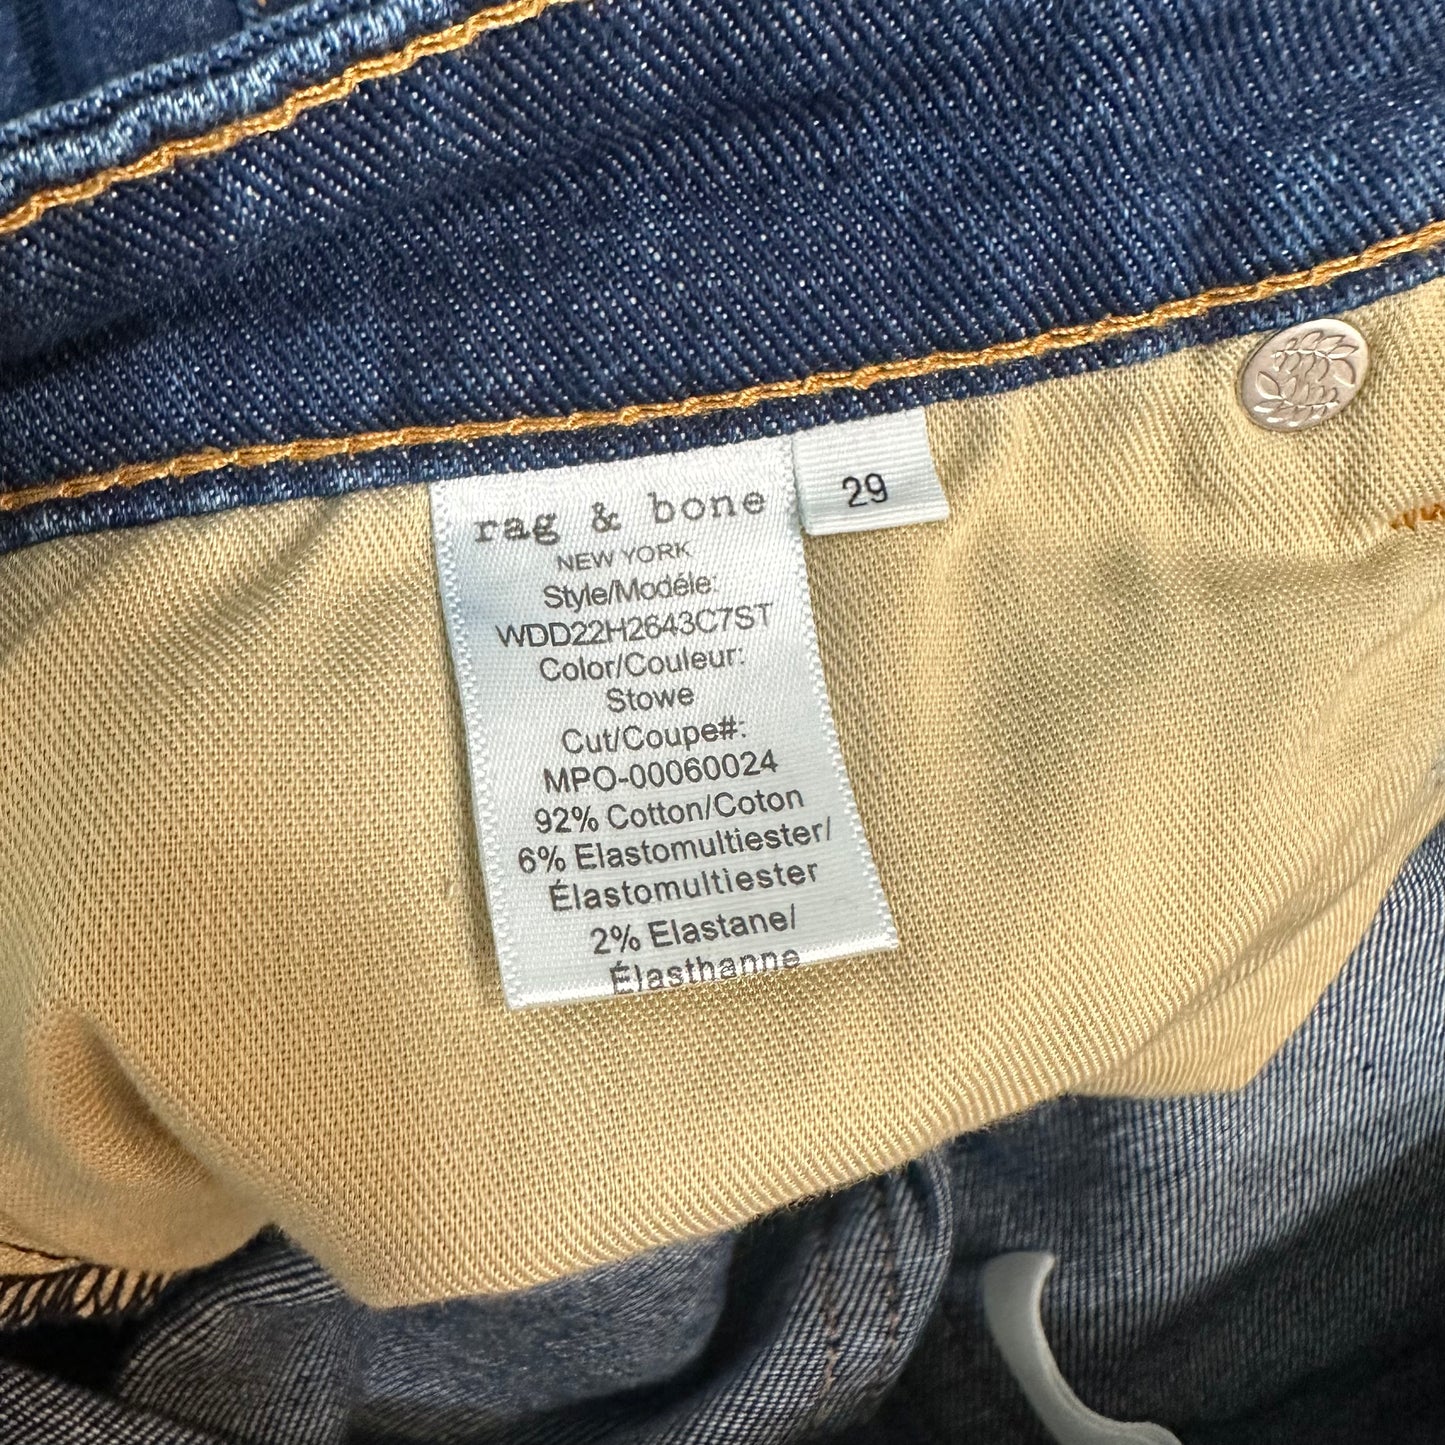 rag & bone
29
NEW YORK
Style/Modéle:
WDD22H2643C7ST
Color/Couleur:
Stowe
Cut/Coupe#:
MPO-00060024
92% Cotton/Coton
6% Elastomultiester/
Élastomultiester
2% Elastane/
Élasthanne